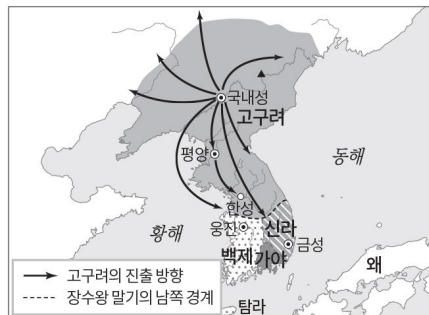 국내성
고구려
평양
동해
한성
신라
웅진
금성
황해
백제 가야
왜
탐라
고구려의 진출 방향
장수왕 말기의 남쪽 경계